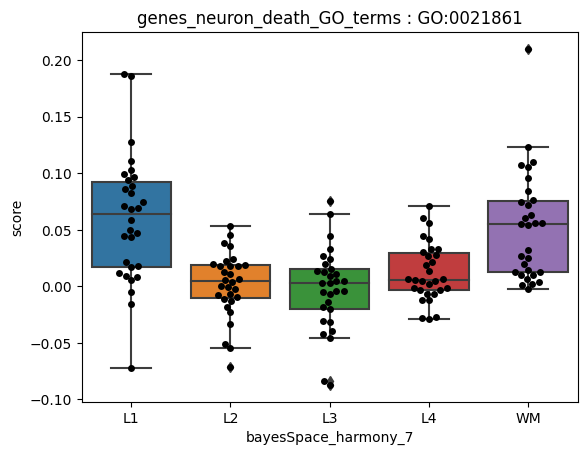 genes_neuron_death_GO_terms : GO:0021861
0.20
0.15
0.10
0.05
0.00
−0.05
−0.10
score
L1 L2 L3 L4 WM
bayesSpace_harmony_7